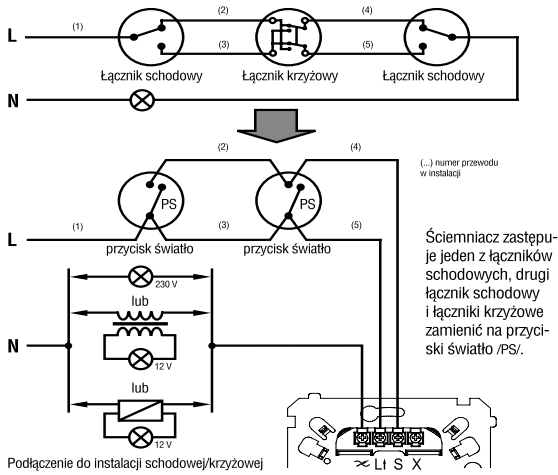 (1)
(2)
(4)
L
(3)
(5)
Łącznik schodowy
Łącznik krzyżowy
Łącznik schodowy
N
(2)
(4)
(...) numer przewodu
w instalacji
PS
PS
(1)
(3)
(5)
L
przycisk światło
przycisk światło
Ściemniacz zastępu-
je jeden z łączników
schodowych, drugi
łącznik schodowy
i łączniki krzyżowe
zamienić na przyci-
ski światło /PS/.
230 V
lub
N
12 V
lub
12 V
Podłączenie do instalacji schodowej/krzyżowej
≂ Lt S X